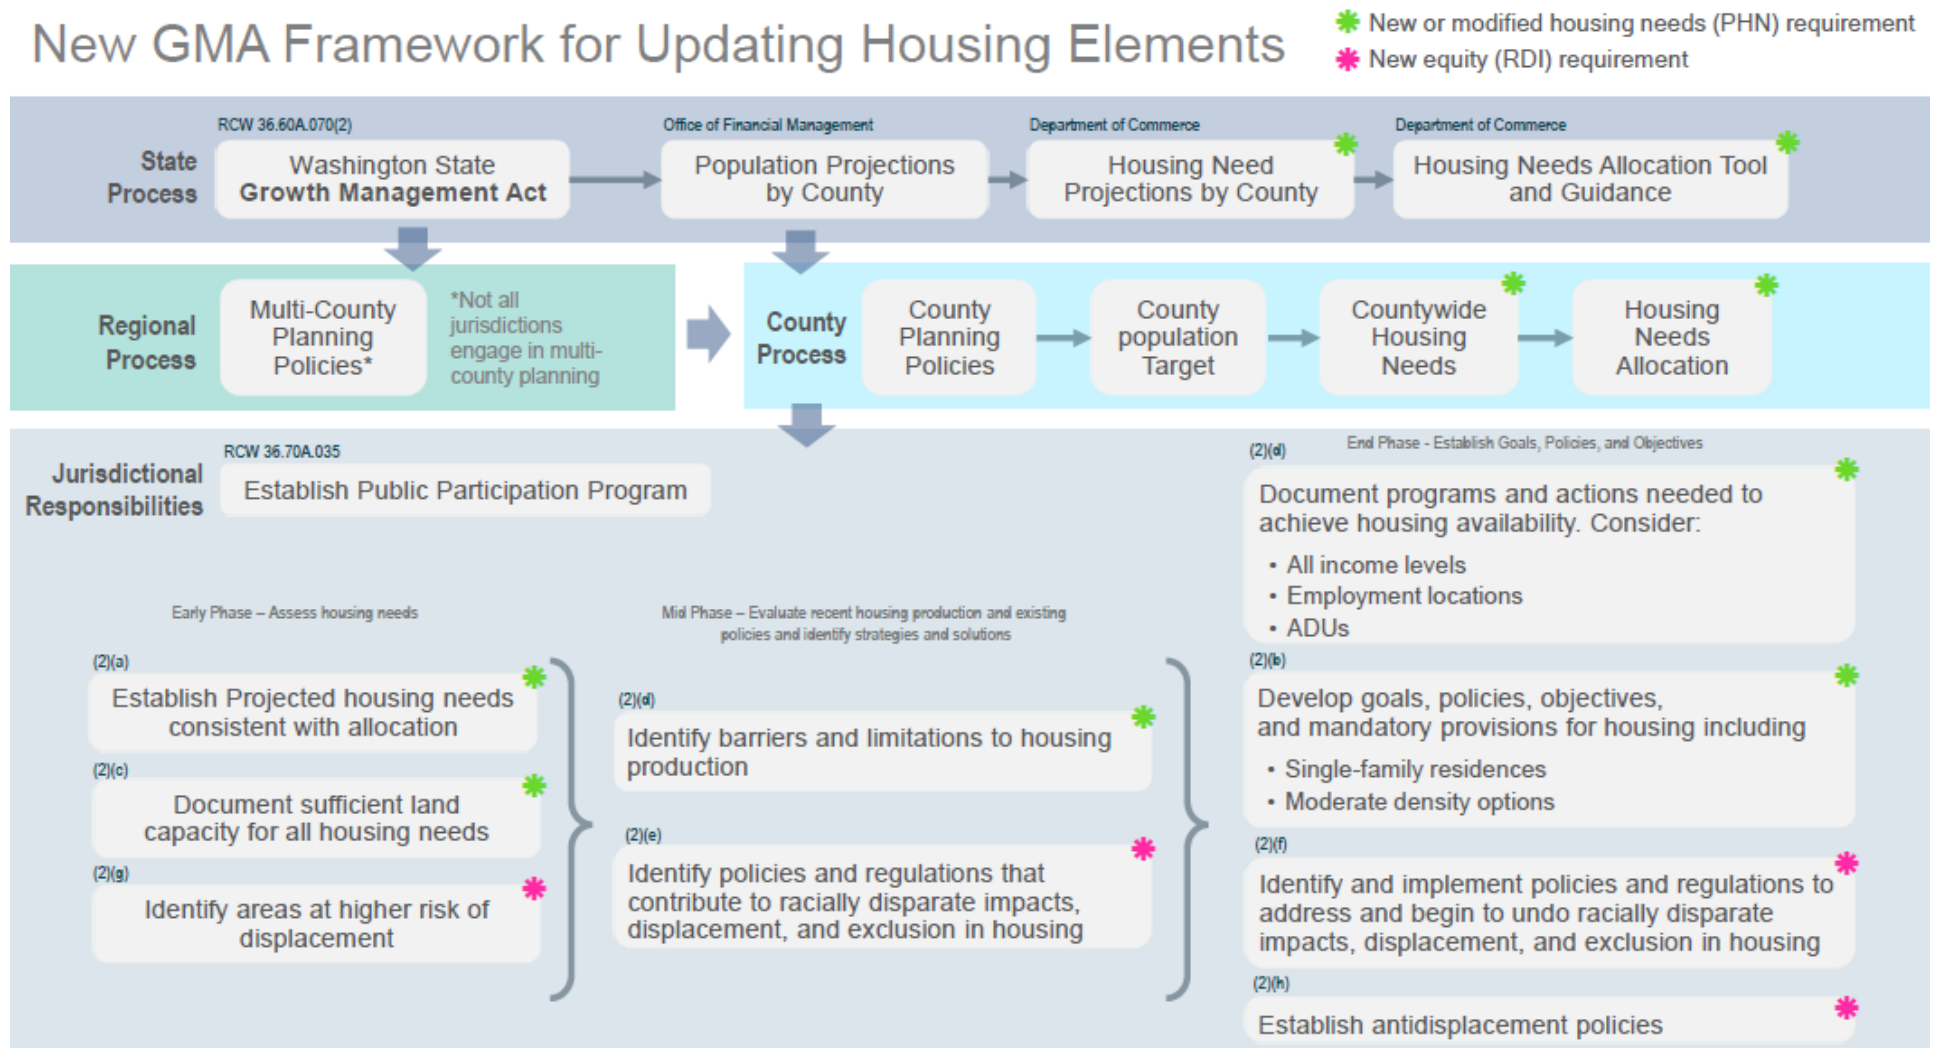 New GMA Framework for Updating Housing Elements
New or modified housing needs (PHN) requirement
New equity (RDI) requirement
State
Process
RCW 36.60A.070(2)
Washington State
Growth Management Act
Office of Financial Management
Population Projections
by County
Department of Commerce
Housing Need
Projections by County
Department of Commerce
Housing Needs Allocation Tool
and Guidance
Regional
Process
Multi-County
Planning
Policies*
*Not all
jurisdictions
engage in multi-
county planning
County
Process
County
Planning
Policies
County
population
Target
Countywide
Housing
Needs
Housing
Needs
Allocation
Jurisdictional
Responsibilities
RCW 36.70A.035
Establish Public Participation Program
Early Phase – Assess housing needs
(2)(a)
Establish Projected housing needs
consistent with allocation
(2)(c)
Document sufficient land
capacity for all housing needs
(2)(g)
Identify areas at higher risk of
displacement
Mid Phase – Evaluate recent housing production and existing
policies and identify strategies and solutions
(2)(d)
Identify barriers and limitations to housing
production
(2)(e)
Identify policies and regulations that
contribute to racially disparate impacts,
displacement, and exclusion in housing
End Phase - Establish Goals, Policies, and Objectives
(2)(d)
Document programs and actions needed to
achieve housing availability. Consider:
• All income levels
• Employment locations
• ADUs
(2)(b)
Develop goals, policies, objectives,
and mandatory provisions for housing including
• Single-family residences
• Moderate density options
(2)(f)
Identify and implement policies and regulations to
address and begin to undo racially disparate
impacts, displacement, and exclusion in housing
(2)(h)
Establish antidisplacement policies